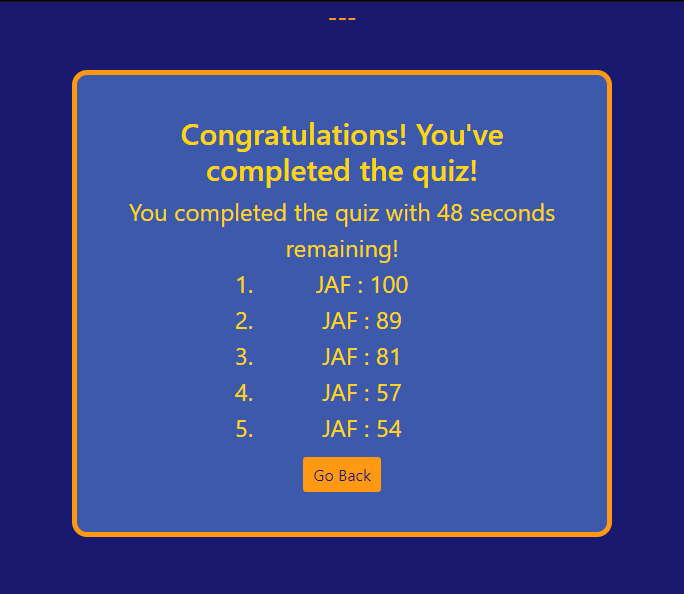 ---
Congratulations! You've
completed the quiz!
You completed the quiz with 48 seconds
remaining!
1. JAF : 100
2. JAF : 89
3. JAF : 81
4. JAF : 57
5. JAF : 54
Go Back